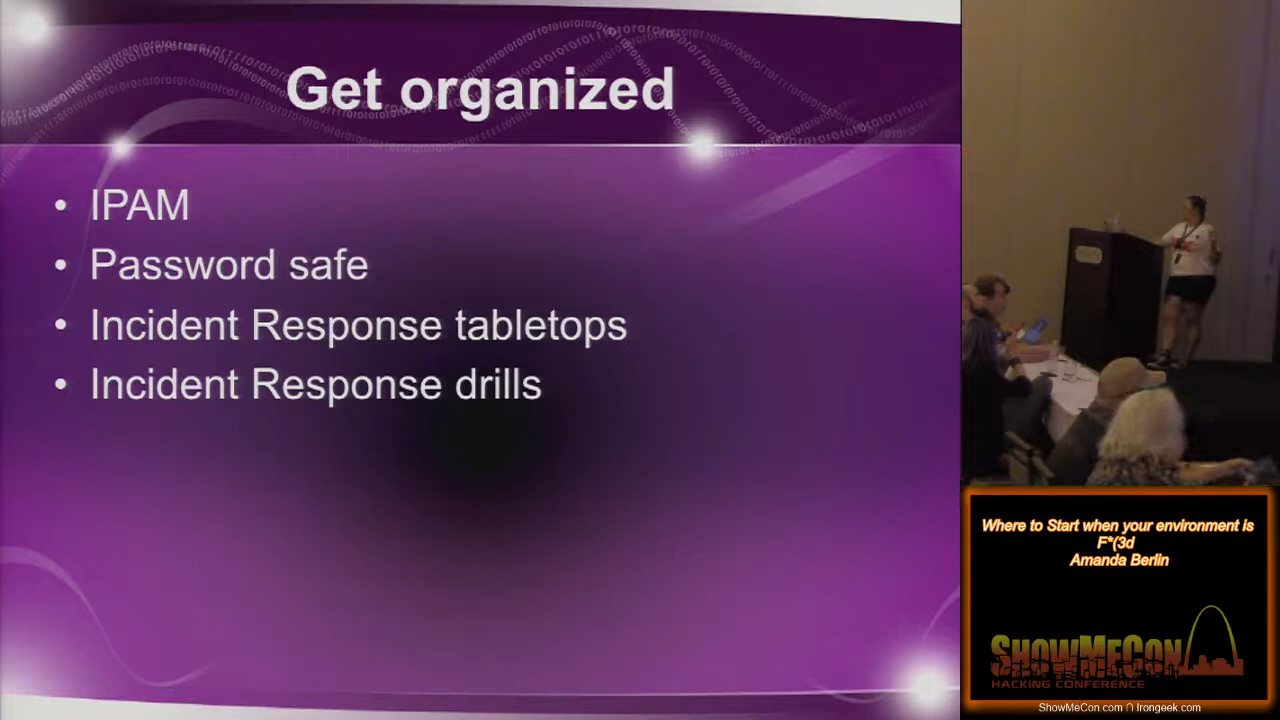 Get organized
• IPAM
• Password safe
• Incident Response tabletops
• Incident Response drills
Where to Start when your environment is
F*(3d
Amanda Berlin
SHOWMECON
HACKING CONFERENCE
ShowMeCon.com ∩ Irongeek.com